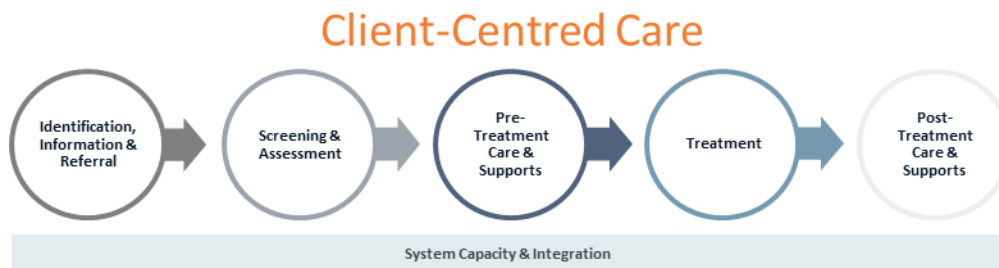 Client-Centred Care
Identification,
Information &
Referral
Screening &
Assessment
Pre-
Treatment
Care &
Supports
Treatment
Post-
Treatment
Care &
Supports
System Capacity & Integration